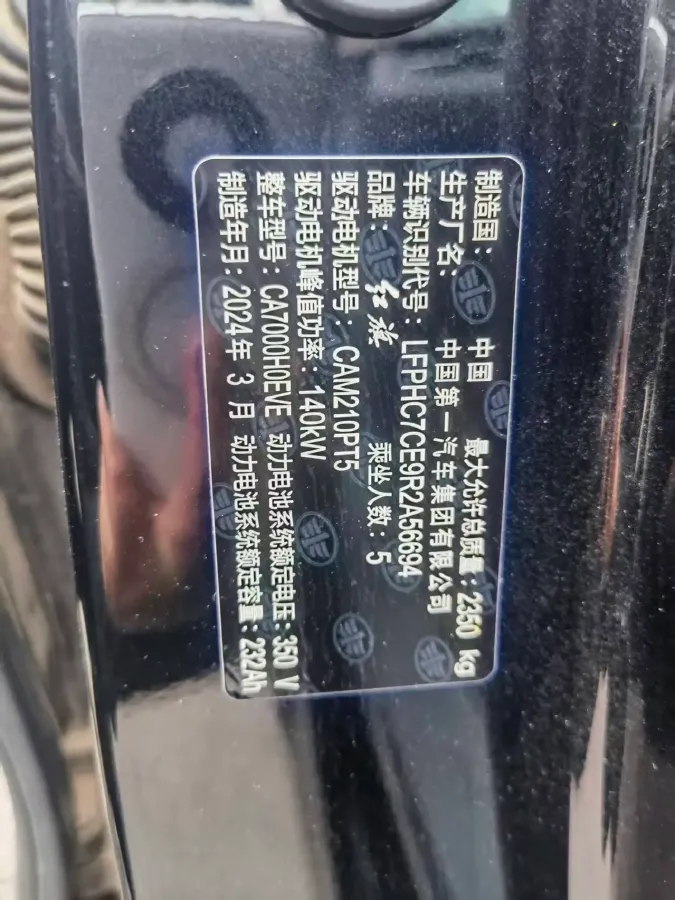 制造国：中国 最大允许总质量：2350 kg
生产厂名：中国第一汽车集团有限公司
车辆识别代号：LFPHC7CE9R2A56694
品牌：红旗 乘坐人数：5
驱动电机型号：CAM210PT5
驱动电机峰值功率：140kW
整车型号：CA7000H0EVE 动力电池系统额定电压：350 V
制造年月：2024年 3 月 动力电池系统额定容量：232Ah